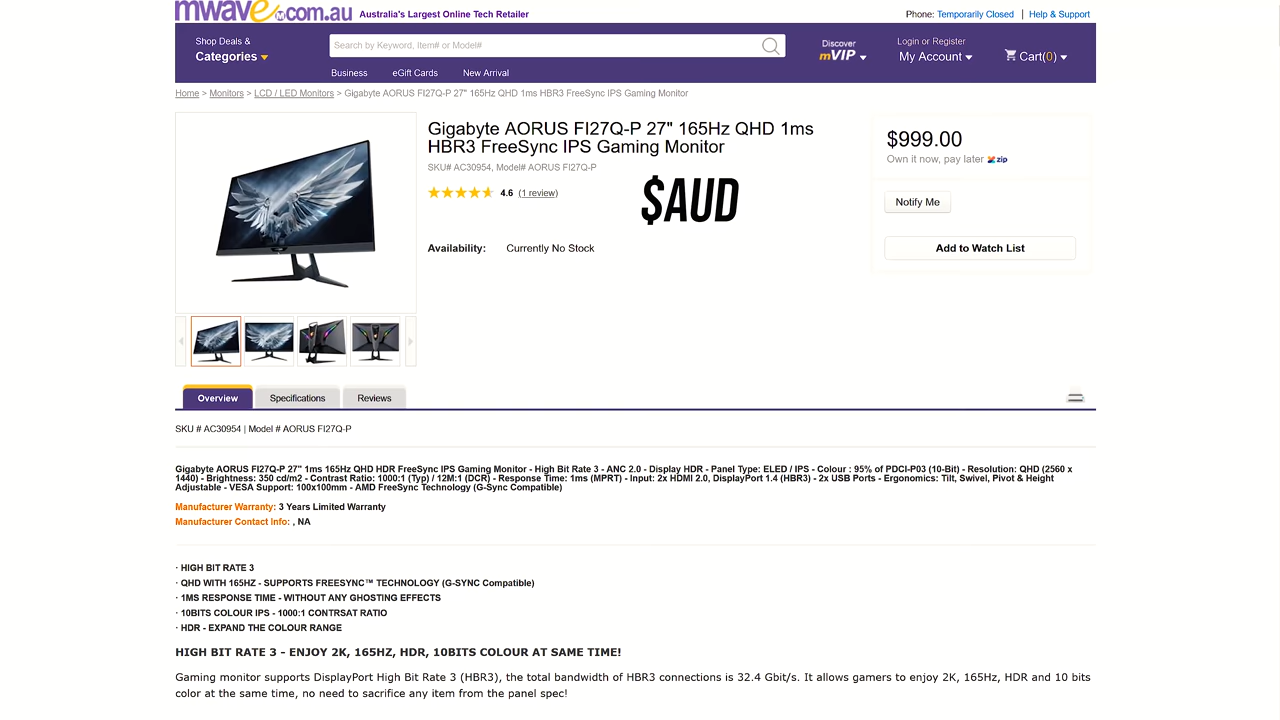 mwave.com.au Australia's Largest Online Tech Retailer
Phone: Temporarily Closed | Help & Support
Shop Deals &
Categories
Search by Keyword, Item# or Model#
Discover
mVIP
Login or Register
My Account
Cart(0)
Business eGift Cards New Arrival
Home > Monitors > LCD / LED Monitors > Gigabyte AORUS FI27Q-P 27" 165Hz QHD 1ms HBR3 FreeSync IPS Gaming Monitor
Gigabyte AORUS FI27Q-P 27" 165Hz QHD 1ms
HBR3 FreeSync IPS Gaming Monitor
SKU# AC30954, Model# AORUS FI27Q-P
4.6 (1 review)
$AUD
Availability: Currently No Stock
$999.00
Own it now, pay later zip
Notify Me
Add to Watch List
Overview Specifications Reviews
SKU # AC30954 | Model # AORUS FI27Q-P
Gigabyte AORUS FI27Q-P 27" 1ms 165Hz QHD HDR FreeSync IPS Gaming Monitor - High Bit Rate 3 - ANC 2.0 - Display HDR - Panel Type: ELED / IPS - Colour : 95% of PDCI-P03 (10-Bit) - Resolution: QHD (2560 x
1440) - Brightness: 350 cd/m2 - Contrast Ratio: 1000:1 (Typ) / 12M:1 (DCR) - Response Time: 1ms (MPRT) - Input: 2x HDMI 2.0, DisplayPort 1.4 (HBR3) - 2x USB Ports - Ergonomics: Tilt, Swivel, Pivot & Height
Adjustable - VESA Support: 100x100mm - AMD FreeSync Technology (G-Sync Compatible)
Manufacturer Warranty: 3 Years Limited Warranty
Manufacturer Contact Info: , NA
· HIGH BIT RATE 3
· QHD WITH 165HZ - SUPPORTS FREESYNC™ TECHNOLOGY (G-SYNC Compatible)
· 1MS RESPONSE TIME - WITHOUT ANY GHOSTING EFFECTS
· 10BITS COLOUR IPS - 1000:1 CONTRSAT RATIO
· HDR - EXPAND THE COLOUR RANGE
HIGH BIT RATE 3 - ENJOY 2K, 165HZ, HDR, 10BITS COLOUR AT SAME TIME!
Gaming monitor supports DisplayPort High Bit Rate 3 (HBR3), the total bandwidth of HBR3 connections is 32.4 Gbit/s. It allows gamers to enjoy 2K, 165Hz, HDR and 10 bits
color at the same time, no need to sacrifice any item from the panel spec!